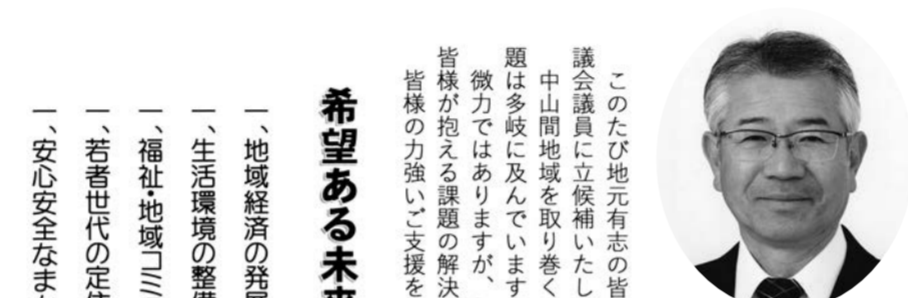 このたび地元有志の皆
議会議員に立候補いたし
中山間地域を取り巻く
題は多岐に及んでいます
微力ではありますが、
皆様が抱える課題の解決
皆様の力強いご支援を
希望ある未来
一、地域経済の発展
一、生活環境の整備
一、福祉・地域コミ
一、若者世代の定住
一、安心安全なま